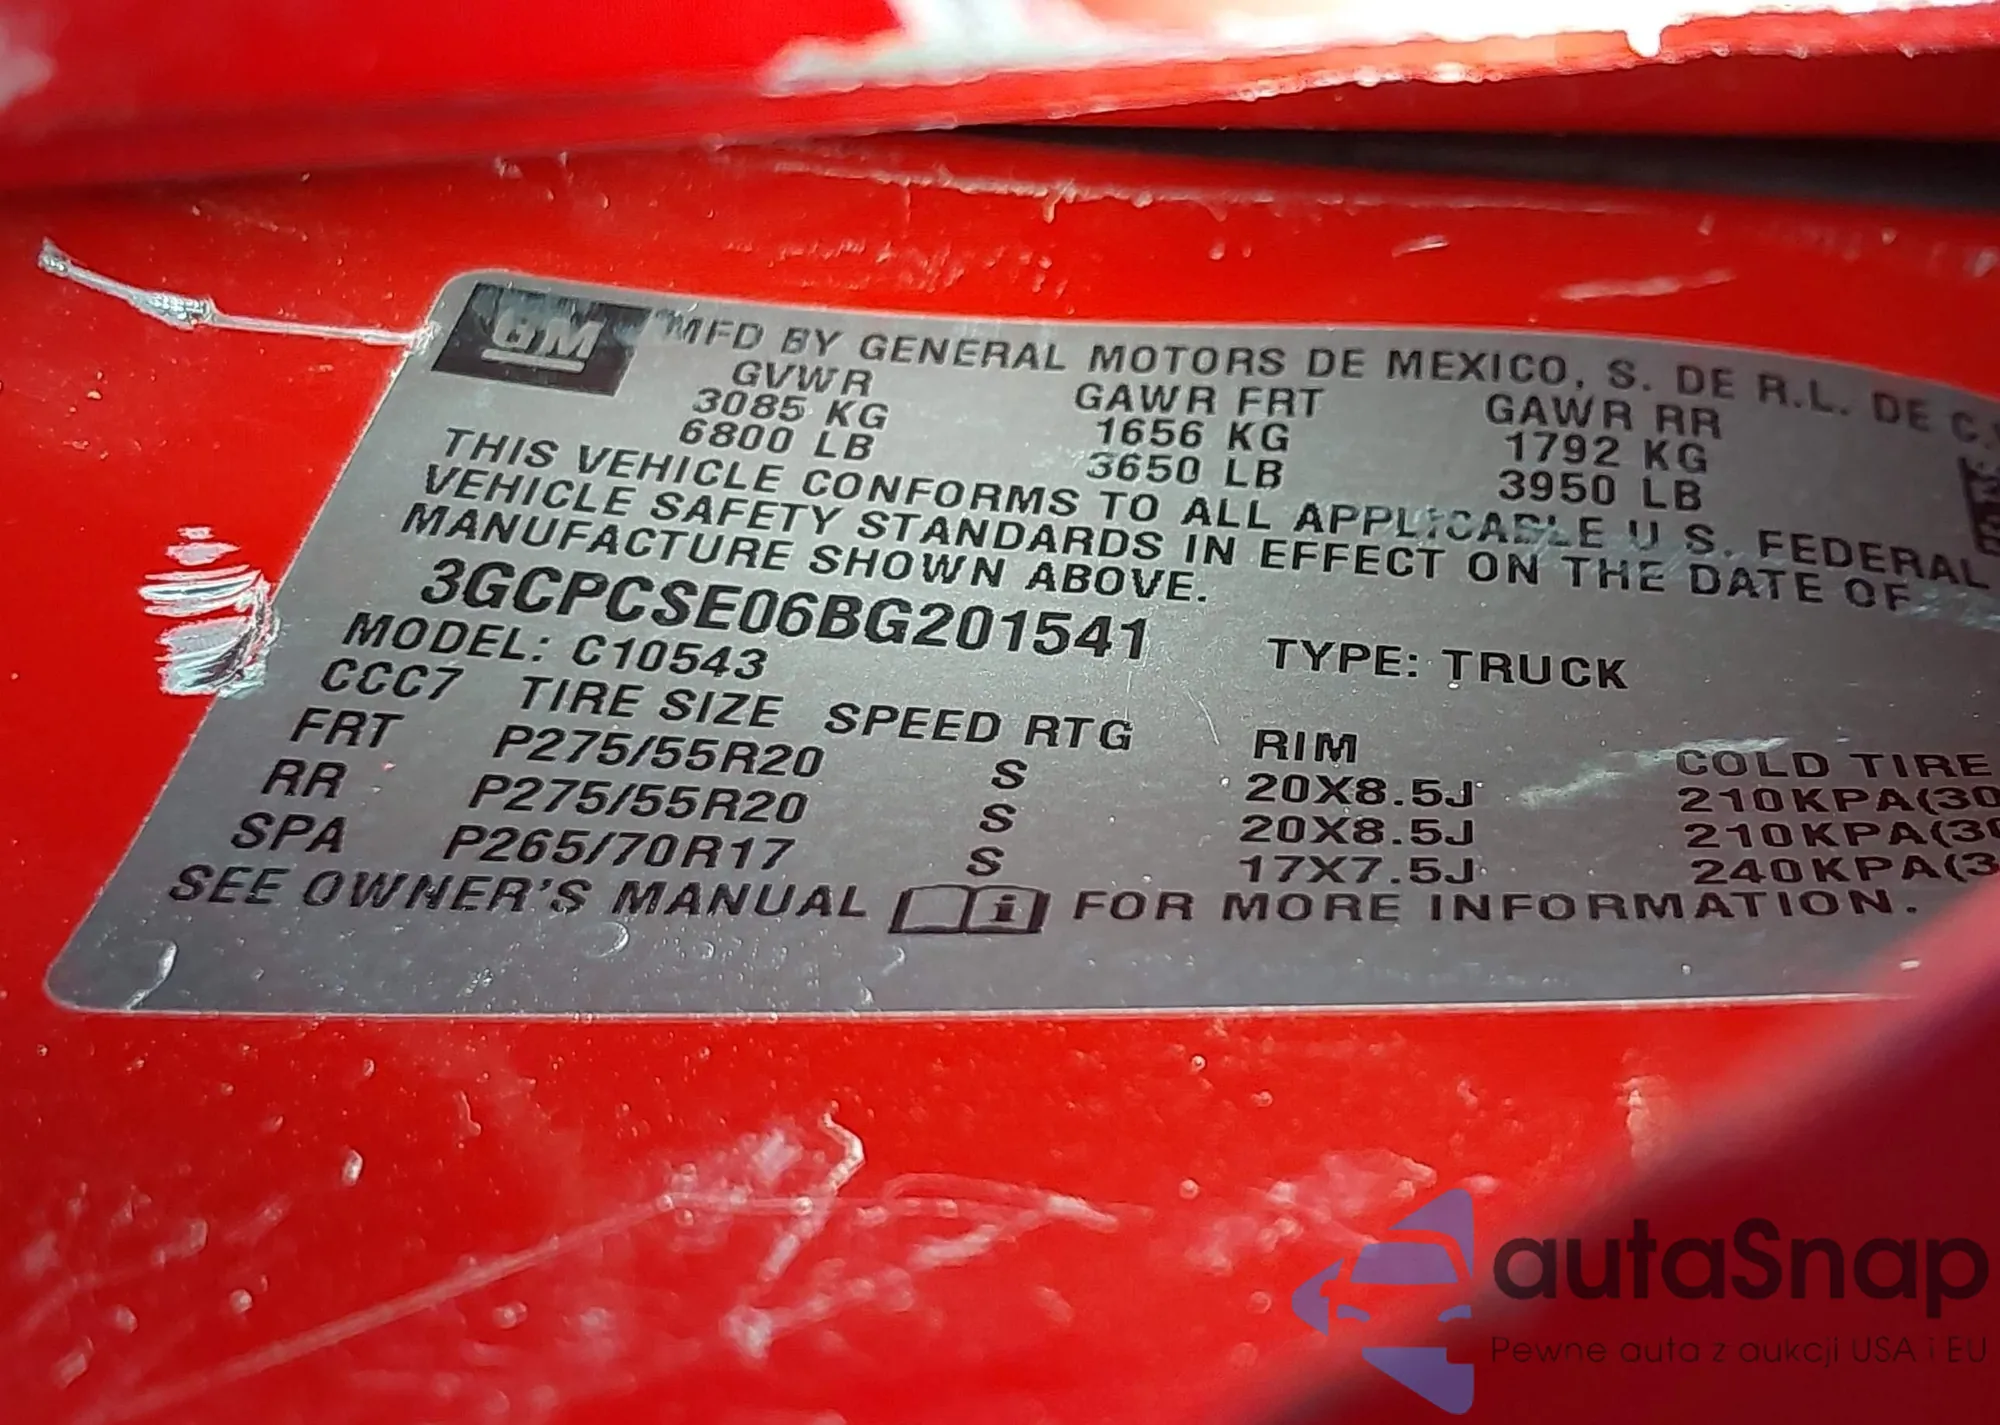 GM MFD BY GENERAL MOTORS DE MEXICO, S. DE R.L. DE C.
GVWR GAWR FRT GAWR RR
3085 KG 1656 KG 1792 KG
6800 LB 3650 LB 3950 LB
THIS VEHICLE CONFORMS TO ALL APPLICABLE U S. FEDERAL
VEHICLE SAFETY STANDARDS IN EFFECT ON THE DATE OF
MANUFACTURE SHOWN ABOVE.
3GCPCSE06BG201541 TYPE: TRUCK
MODEL: C10543
CCC7 TIRE SIZE SPEED RTG RIM COLD TIRE
FRT P275/55R20 S 20X8.5J 210KPA(30
RR P275/55R20 S 20X8.5J 210KPA(30
SPA P265/70R17 S 17X7.5J 240KPA(3
SEE OWNER'S MANUAL i FOR MORE INFORMATION.
autaSnap
Pewne auta z aukcji USA i EU